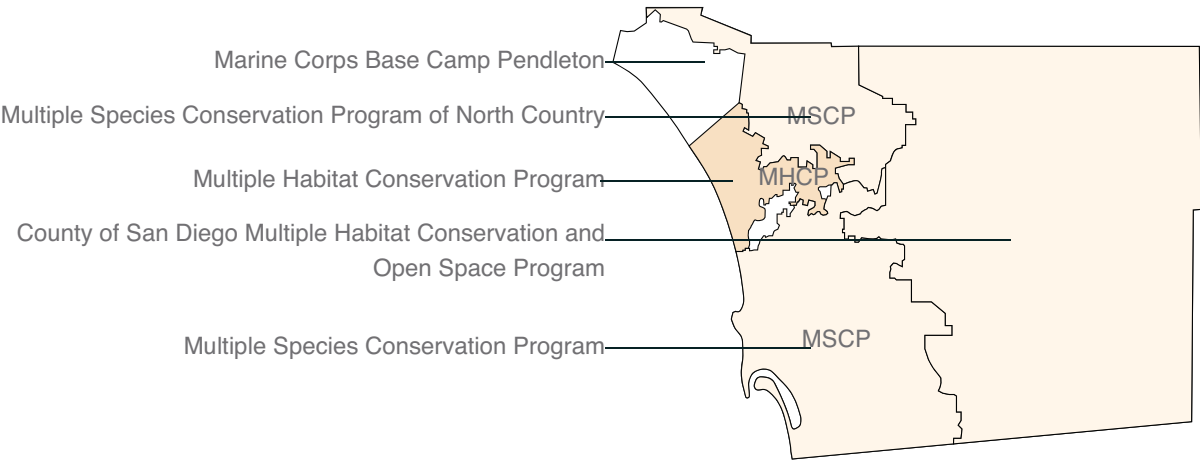 Marine Corps Base Camp Pendleton
Multiple Species Conservation Program of North Country
MSCP
Multiple Habitat Conservation Program
MHCP
County of San Diego Multiple Habitat Conservation and
Open Space Program
Multiple Species Conservation Program
MSCP